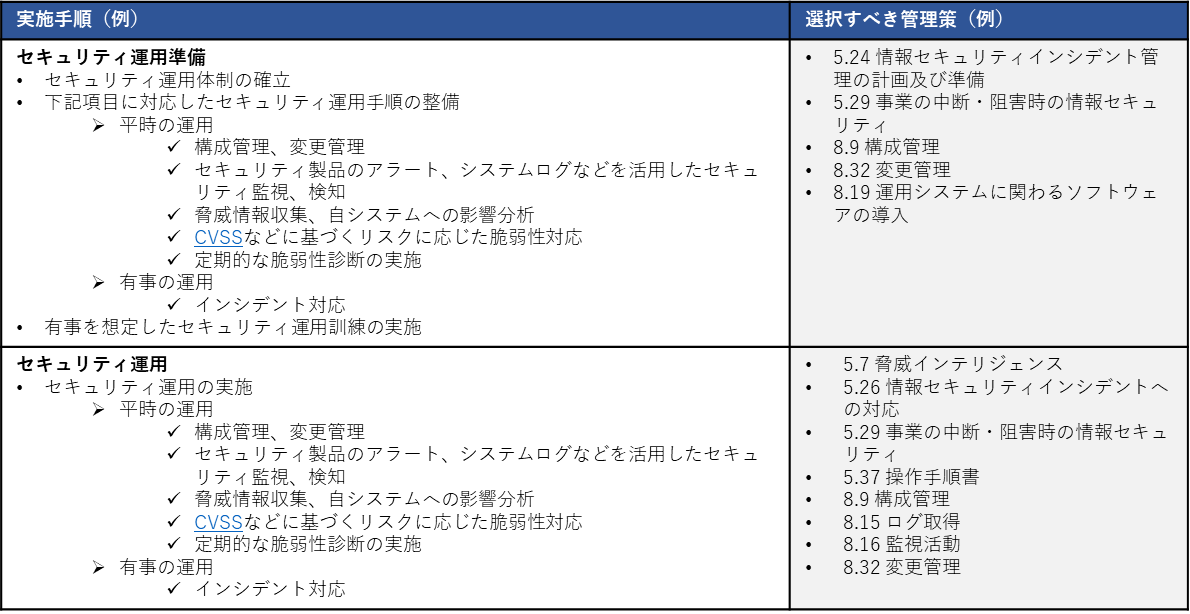 実施手順（例）
選択すべき管理策（例）
セキュリティ運用準備
• セキュリティ運用体制の確立
• 下記項目に対応したセキュリティ運用手順の整備
➢ 平時の運用
✓ 構成管理、変更管理
✓ セキュリティ製品のアラート、システムログなどを活用したセキュ
リティ監視、検知
✓ 脅威情報収集、自システムへの影響分析
✓ CVSSなどに基づくリスクに応じた脆弱性対応
✓ 定期的な脆弱性診断の実施
➢ 有事の運用
✓ インシデント対応
• 有事を想定したセキュリティ運用訓練の実施
• 5.24 情報セキュリティインシデント管
理の計画及び準備
• 5.29 事業の中断・阻害時の情報セキュ
リティ
• 8.9 構成管理
• 8.32 変更管理
• 8.19 運用システムに関わるソフトウェ
アの導入
セキュリティ運用
• セキュリティ運用の実施
➢ 平時の運用
✓ 構成管理、変更管理
✓ セキュリティ製品のアラート、システムログなどを活用したセキュ
リティ監視、検知
✓ 脅威情報収集、自システムへの影響分析
✓ CVSSなどに基づくリスクに応じた脆弱性対応
✓ 定期的な脆弱性診断の実施
➢ 有事の運用
✓ インシデント対応
• 5.7 脅威インテリジェンス
• 5.26 情報セキュリティインシデントへ
の対応
• 5.29 事業の中断・阻害時の情報セキュ
リティ
• 5.37 操作手順書
• 8.9 構成管理
• 8.15 ログ取得
• 8.16 監視活動
• 8.32 変更管理